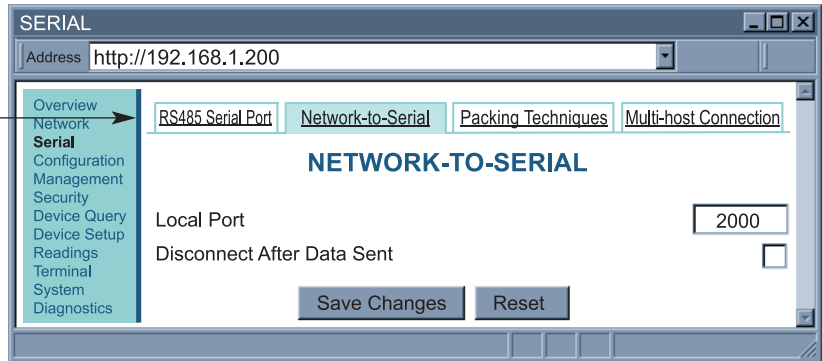 SERIAL
Address http://192.168.1.200
Overview
Network
Serial
Configuration
Management
Security
Device Query
Device Setup
Readings
Terminal
System
Diagnostics
RS485 Serial Port Network-to-Serial Packing Techniques Multi-host Connection
NETWORK-TO-SERIAL
Local Port 2000
Disconnect After Data Sent
Save Changes Reset